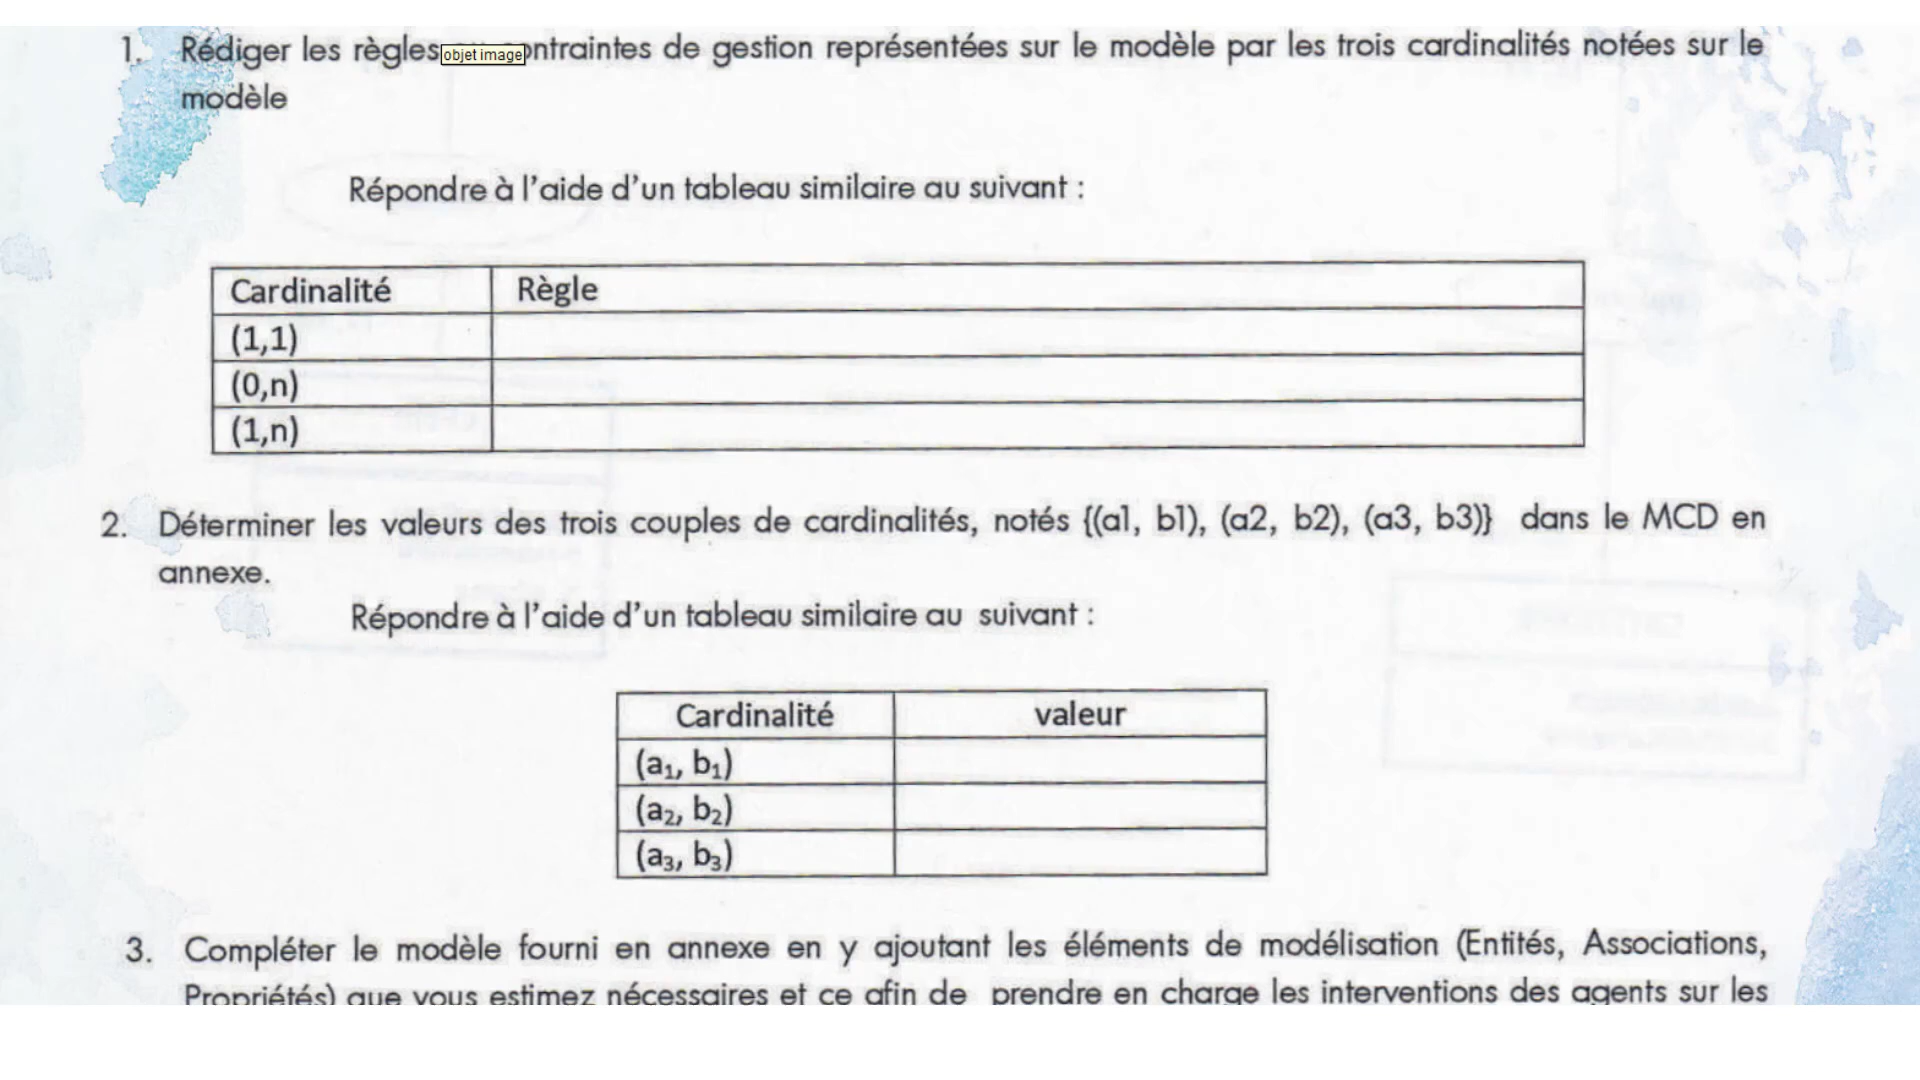 1. Rédiger les règles objet image ontraintes de gestion représentées sur le modèle par les trois cardinalités notées sur le
modèle
Répondre à l'aide d'un tableau similaire au suivant :
Cardinalité Règle
(1,1)
(0,n)
(1,n)
2. Déterminer les valeurs des trois couples de cardinalités, notés {(a1, b1), (a2, b2), (a3, b3)} dans le MCD en
annexe.
Répondre à l'aide d'un tableau similaire au suivant :
Cardinalité valeur
(a₁, b₁)
(a₂, b₂)
(a₃, b₃)
3. Compléter le modèle fourni en annexe en y ajoutant les éléments de modélisation (Entités, Associations,
Propriétés) que vous estimez nécessaires et ce afin de prendre en charge les interventions des agents sur les